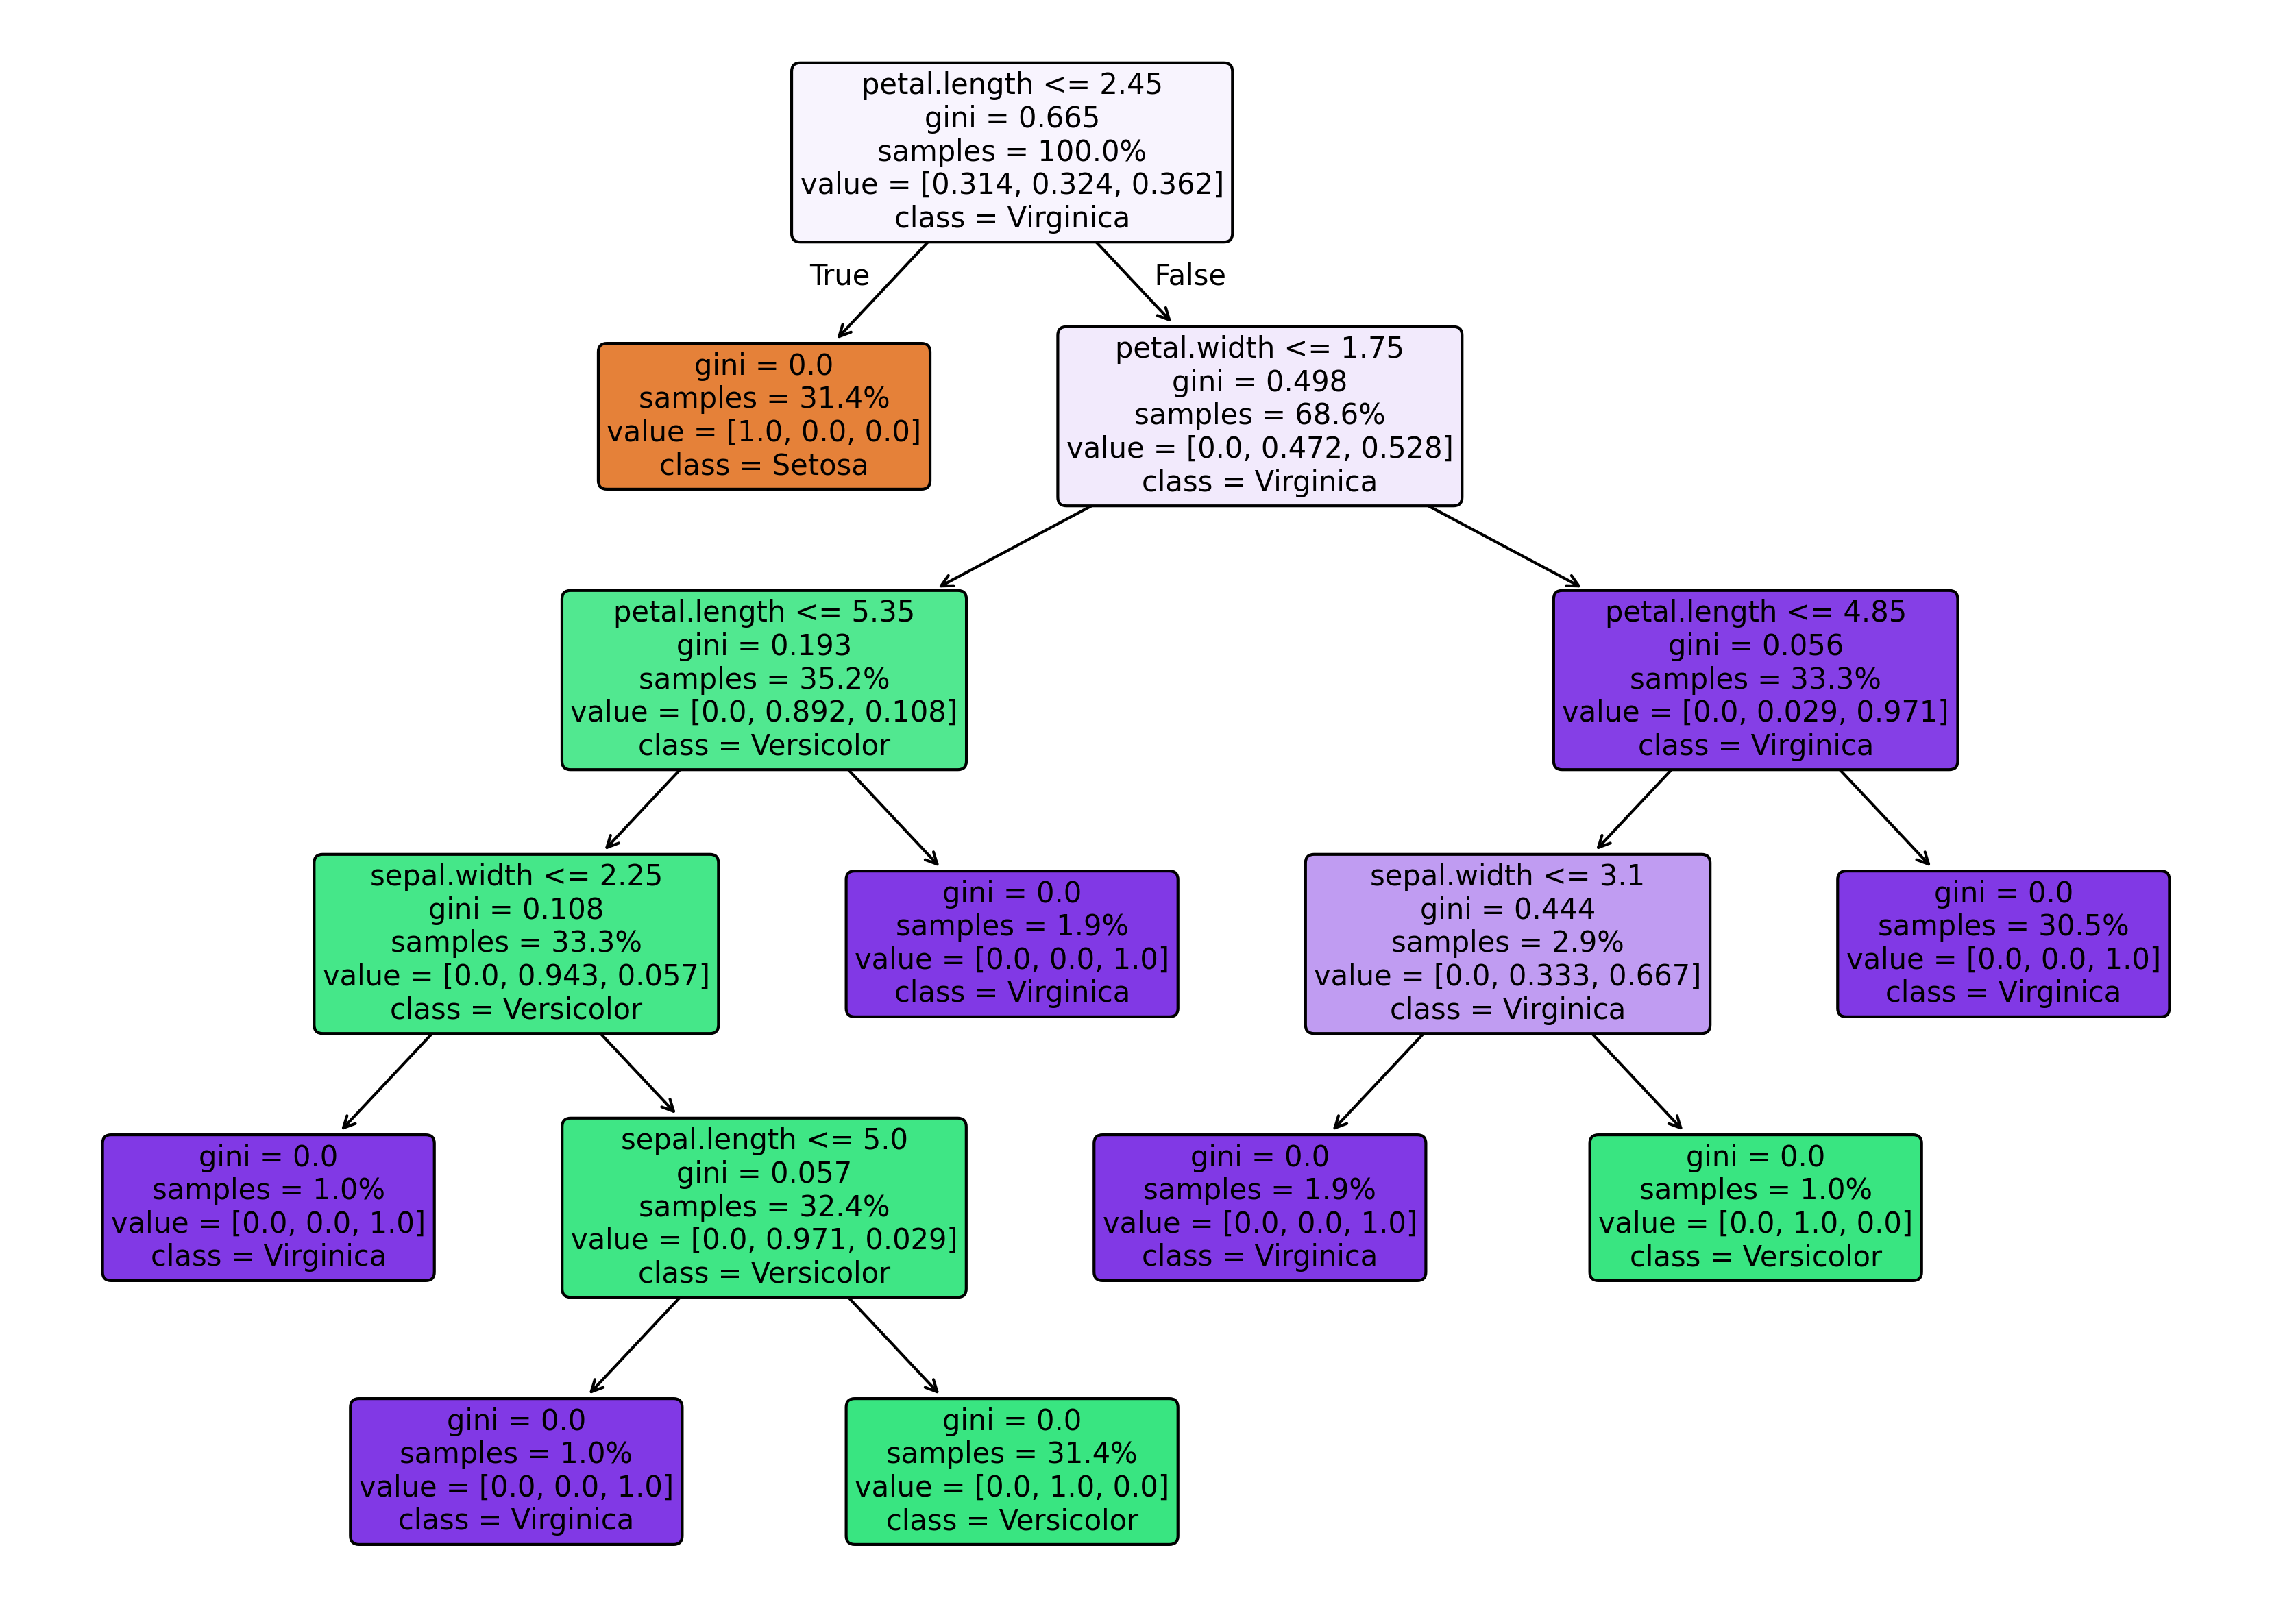 petal.length <= 2.45
gini = 0.665
samples = 100.0%
value = [0.314, 0.324, 0.362]
class = Virginica
True
False
gini = 0.0
samples = 31.4%
value = [1.0, 0.0, 0.0]
class = Setosa
petal.width <= 1.75
gini = 0.498
samples = 68.6%
value = [0.0, 0.472, 0.528]
class = Virginica
petal.length <= 5.35
gini = 0.193
samples = 35.2%
value = [0.0, 0.892, 0.108]
class = Versicolor
petal.length <= 4.85
gini = 0.056
samples = 33.3%
value = [0.0, 0.029, 0.971]
class = Virginica
sepal.width <= 2.25
gini = 0.108
samples = 33.3%
value = [0.0, 0.943, 0.057]
class = Versicolor
gini = 0.0
samples = 1.9%
value = [0.0, 0.0, 1.0]
class = Virginica
sepal.width <= 3.1
gini = 0.444
samples = 2.9%
value = [0.0, 0.333, 0.667]
class = Virginica
gini = 0.0
samples = 30.5%
value = [0.0, 0.0, 1.0]
class = Virginica
gini = 0.0
samples = 1.0%
value = [0.0, 0.0, 1.0]
class = Virginica
sepal.length <= 5.0
gini = 0.057
samples = 32.4%
value = [0.0, 0.971, 0.029]
class = Versicolor
gini = 0.0
samples = 1.9%
value = [0.0, 0.0, 1.0]
class = Virginica
gini = 0.0
samples = 1.0%
value = [0.0, 1.0, 0.0]
class = Versicolor
gini = 0.0
samples = 1.0%
value = [0.0, 0.0, 1.0]
class = Virginica
gini = 0.0
samples = 31.4%
value = [0.0, 1.0, 0.0]
class = Versicolor